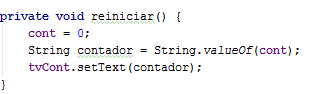 private void reiniciar() {
cont = 0;
String contador = String.valueOf(cont);
tvCont.setText(contador);
}